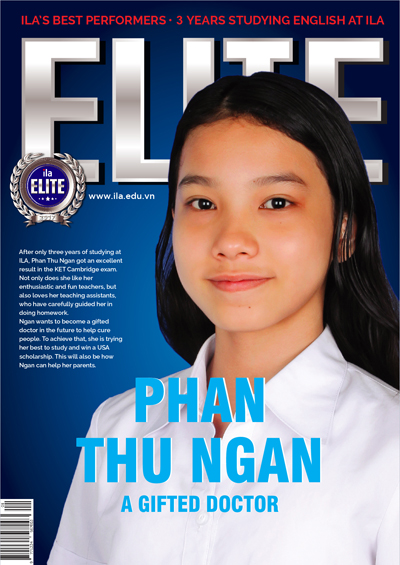 ILA'S BEST PERFORMERS • 3 YEARS STUDYING ENGLISH AT ILA
ELITE
ila
ELITE
www.ila.edu.vn
After only three years of studying at
ILA, Phan Thu Ngan got an excellent
result in the KET Cambridge exam.
Not only does she like her
enthusiastic and fun teachers, but
also loves her teaching assistants,
who have carefully guided her in
doing homework.
Ngan wants to become a gifted
doctor in the future to help cure
people. To achieve that, she is trying
her best to study and win a USA
scholarship. This will also be how
Ngan can help her parents.
PHAN
THU NGAN
A GIFTED DOCTOR